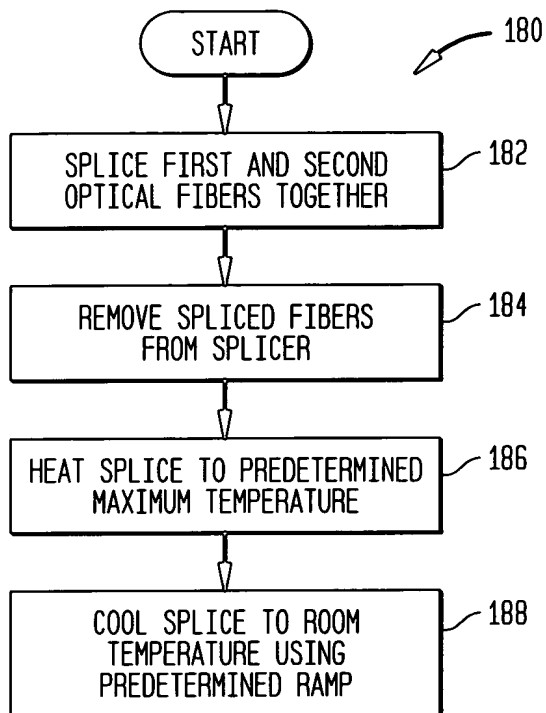 START
180
SPLICE FIRST AND SECOND
OPTICAL FIBERS TOGETHER
182
REMOVE SPLICED FIBERS
FROM SPLICER
184
HEAT SPLICE TO PREDETERMINED
MAXIMUM TEMPERATURE
186
COOL SPLICE TO ROOM
TEMPERATURE USING
PREDETERMINED RAMP
188